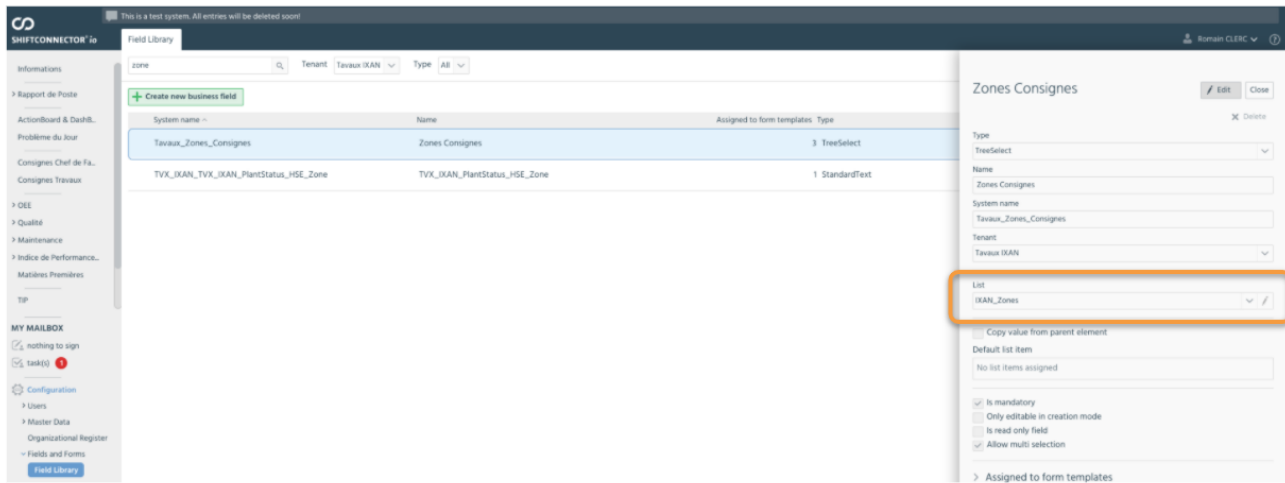 This is a test system. All entries will be deleted soon!
SHIFTCONNECTOR® io
Field Library
Romain CLERC
Informations
> Rapport de Poste
ActionBoard & DashB..
Problème du Jour
Consignes Chef de Fa..
Consignes Travaux
> OEE
> Qualité
> Maintenance
> Indice de Performance..
Matières Premières
TIP
MY MAILBOX
nothing to sign
task(s) 1
Configuration
> Users
> Master Data
Organizational Register
Fields and Forms
Field Library
zone Tenant Tavaux IXAN Type All
+ Create new business field
System name Name Assigned to form templates Type
Tavaux_Zones_Consignes Zones Consignes 3 TreeSelect
TVX_IXAN_TVX_IXAN_PlantStatus_HSE_Zone TVX_IXAN_PlantStatus_HSE_Zone 1 StandardText
Zones Consignes
Edit Close
Delete
Type
TreeSelect
Name
Zones Consignes
System name
Tavaux_Zones_Consignes
Tenant
Tavaux IXAN
List
IXAN_Zones
Copy value from parent element
Default list item
No list items assigned
Is mandatory
Only editable in creation mode
Is read only field
Allow multi selection
> Assigned to form templates